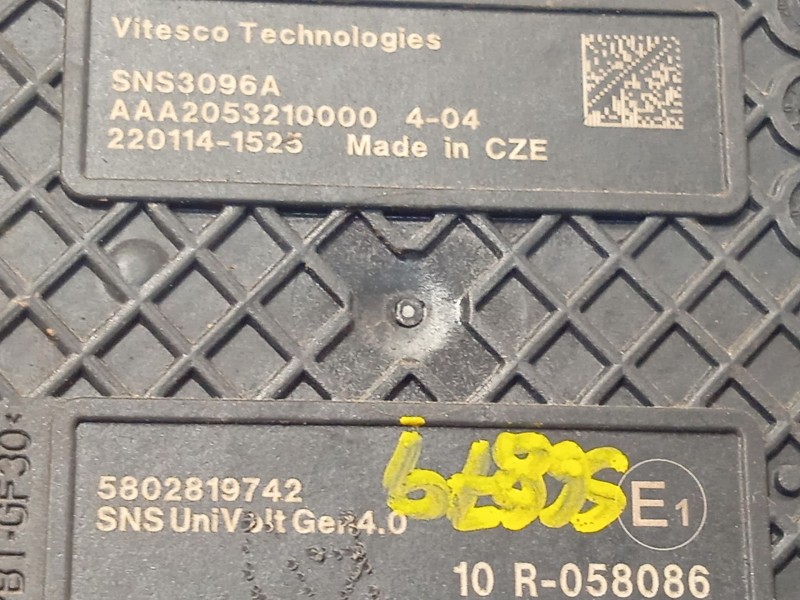 Vitesco Technologies
SNS3096A
AAA2053210000 4-04
220114-1525 Made in CZE
5802819742
SNS UniVolt Gen4.0
E1
10 R-058086